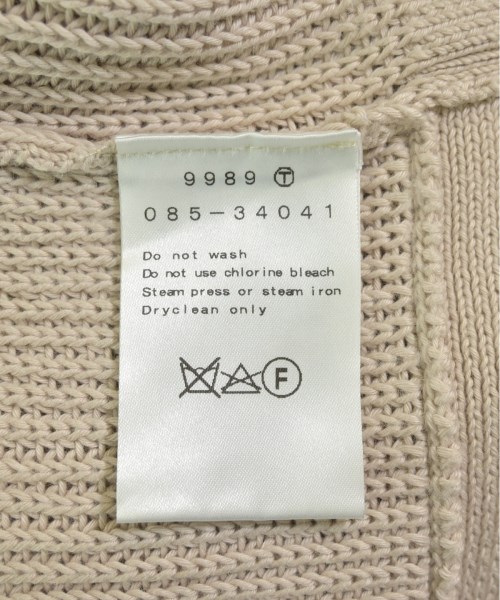 9989 Ⓣ
085-34041
Do not wash
Do not use chlorine bleach
Steam press or steam iron
Dryclean only
F